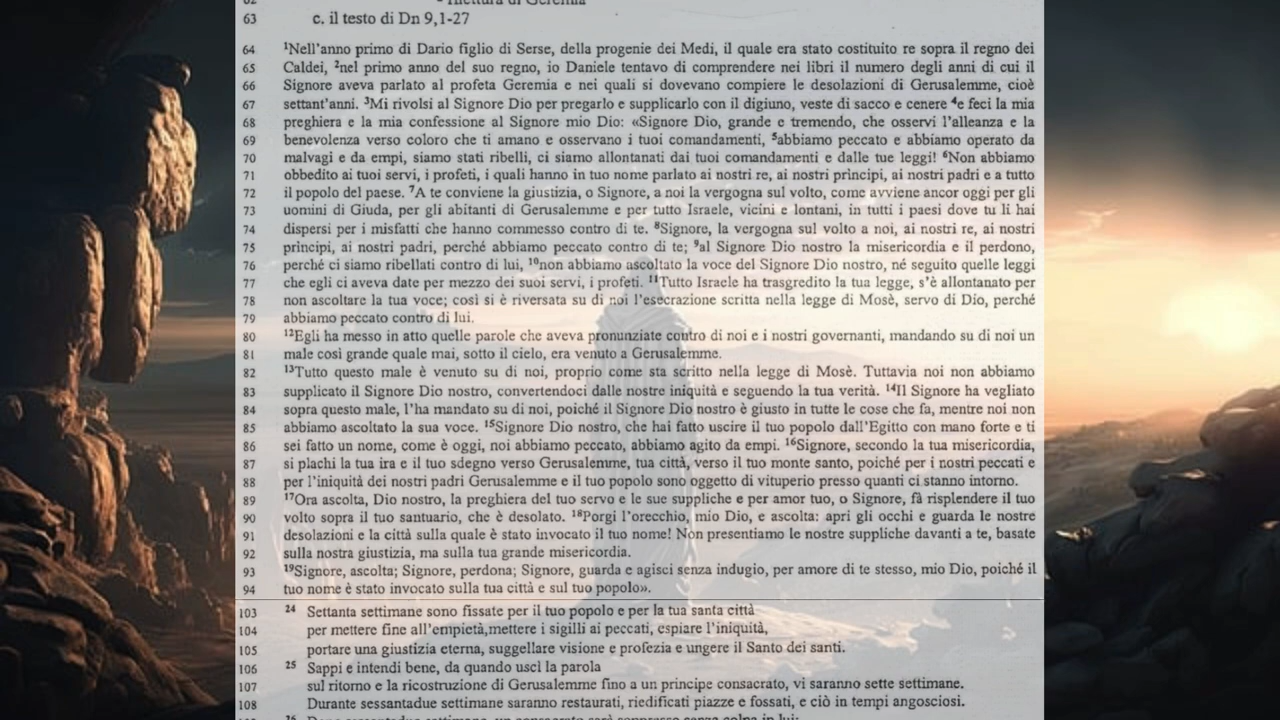 62 - rilettura di Geremia
63 c. il testo di Dn 9,1-27
64 ¹Nell'anno primo di Dario figlio di Serse, della progenie dei Medi, il quale era stato costituito re sopra il regno dei
65 Caldei, ²nel primo anno del suo regno, io Daniele tentavo di comprendere nei libri il numero degli anni di cui il
66 Signore aveva parlato al profeta Geremia e nei quali si dovevano compiere le desolazioni di Gerusalemme, cioè
67 settant'anni. ³Mi rivolsi al Signore Dio per pregarlo e supplicarlo con il digiuno, veste di sacco e cenere ⁴e feci la mia
68 preghiera e la mia confessione al Signore mio Dio: «Signore Dio, grande e tremendo, che osservi l'alleanza e la
69 benevolenza verso coloro che ti amano e osservano i tuoi comandamenti, ⁵abbiamo peccato e abbiamo operato da
70 malvagi e da empi, siamo stati ribelli, ci siamo allontanati dai tuoi comandamenti e dalle tue leggi! ⁶Non abbiamo
71 obbedito ai tuoi servi, i profeti, i quali hanno in tuo nome parlato ai nostri re, ai nostri prìncipi, ai nostri padri e a tutto
72 il popolo del paese. ⁷A te conviene la giustizia, o Signore, a noi la vergogna sul volto, come avviene ancor oggi per gli
73 uomini di Giuda, per gli abitanti di Gerusalemme e per tutto Israele, vicini e lontani, in tutti i paesi dove tu li hai
74 dispersi per i misfatti che hanno commesso contro di te. ⁸Signore, la vergogna sul volto a noi, ai nostri re, ai nostri
75 prìncipi, ai nostri padri, perché abbiamo peccato contro di te; ⁹al Signore Dio nostro la misericordia e il perdono,
76 perché ci siamo ribellati contro di lui, ¹⁰non abbiamo ascoltato la voce del Signore Dio nostro, né seguito quelle leggi
77 che egli ci aveva date per mezzo dei suoi servi, i profeti. ¹¹Tutto Israele ha trasgredito la tua legge, s'è allontanato per
78 non ascoltare la tua voce; così si è riversata su di noi l'esecrazione scritta nella legge di Mosè, servo di Dio, perché
79 abbiamo peccato contro di lui.
80 ¹²Egli ha messo in atto quelle parole che aveva pronunziate contro di noi e i nostri governanti, mandando su di noi un
81 male così grande quale mai, sotto il cielo, era venuto a Gerusalemme.
82 ¹³Tutto questo male è venuto su di noi, proprio come sta scritto nella legge di Mosè. Tuttavia noi non abbiamo
83 supplicato il Signore Dio nostro, convertendoci dalle nostre iniquità e seguendo la tua verità. ¹⁴Il Signore ha vegliato
84 sopra questo male, l'ha mandato su di noi, poiché il Signore Dio nostro è giusto in tutte le cose che fa, mentre noi non
85 abbiamo ascoltato la sua voce. ¹⁵Signore Dio nostro, che hai fatto uscire il tuo popolo dall'Egitto con mano forte e ti
86 sei fatto un nome, come è oggi, noi abbiamo peccato, abbiamo agito da empi. ¹⁶Signore, secondo la tua misericordia,
87 si plachi la tua ira e il tuo sdegno verso Gerusalemme, tua città, verso il tuo monte santo, poiché per i nostri peccati e
88 per l'iniquità dei nostri padri Gerusalemme e il tuo popolo sono oggetto di vituperio presso quanti ci stanno intorno.
89 ¹⁷Ora ascolta, Dio nostro, la preghiera del tuo servo e le sue suppliche e per amor tuo, o Signore, fà risplendere il tuo
90 volto sopra il tuo santuario, che è desolato. ¹⁸Porgi l'orecchio, mio Dio, e ascolta: apri gli occhi e guarda le nostre
91 desolazioni e la città sulla quale è stato invocato il tuo nome! Non presentiamo le nostre suppliche davanti a te, basate
92 sulla nostra giustizia, ma sulla tua grande misericordia.
93 ¹⁹Signore, ascolta; Signore, perdona; Signore, guarda e agisci senza indugio, per amore di te stesso, mio Dio, poiché il
94 tuo nome è stato invocato sulla tua città e sul tuo popolo».
103 24 Settanta settimane sono fissate per il tuo popolo e per la tua santa città
104 per mettere fine all'empietà,mettere i sigilli ai peccati, espiare l'iniquità,
105 portare una giustizia eterna, suggellare visione e profezia e ungere il Santo dei santi.
106 25 Sappi e intendi bene, da quando uscì la parola
107 sul ritorno e la ricostruzione di Gerusalemme fino a un principe consacrato, vi saranno sette settimane.
108 Durante sessantadue settimane saranno restaurati, riedificati piazze e fossati, e ciò in tempi angosciosi.
26 Dopo sessantadue settimane, un consacrato sarà soppresso senza colpa in lui;